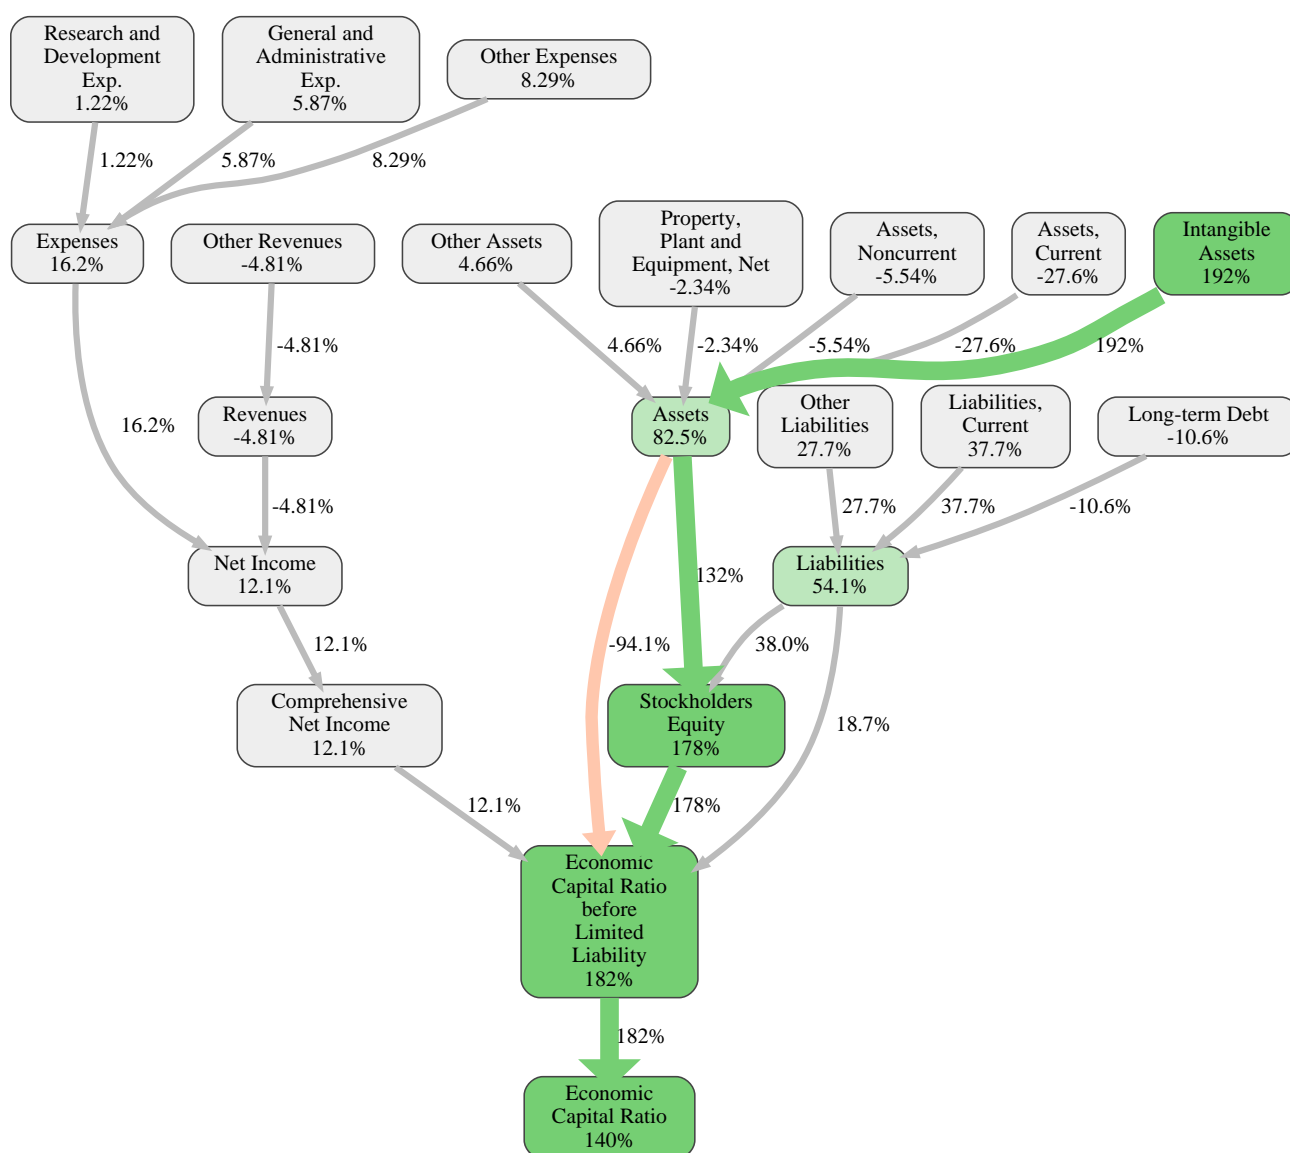 Research and
Development
Exp.
1.22%
General and
Administrative
Exp.
5.87%
Other Expenses
8.29%
1.22%
5.87%
8.29%
Expenses
16.2%
Other Revenues
-4.81%
Other Assets
4.66%
Property,
Plant and
Equipment, Net
-2.34%
Assets,
Noncurrent
-5.54%
Assets,
Current
-27.6%
Intangible
Assets
192%
-4.81%
4.66%
-2.34%
-5.54%
-27.6%
192%
16.2%
Revenues
-4.81%
Assets
82.5%
Other
Liabilities
27.7%
Liabilities,
Current
37.7%
Long-term Debt
-10.6%
-4.81%
27.7%
37.7%
-10.6%
Net Income
12.1%
132%
Liabilities
54.1%
12.1%
-94.1%
38.0%
Comprehensive
Net Income
12.1%
Stockholders
Equity
178%
18.7%
12.1%
178%
Economic
Capital Ratio
before
Limited
Liability
182%
182%
Economic
Capital Ratio
140%